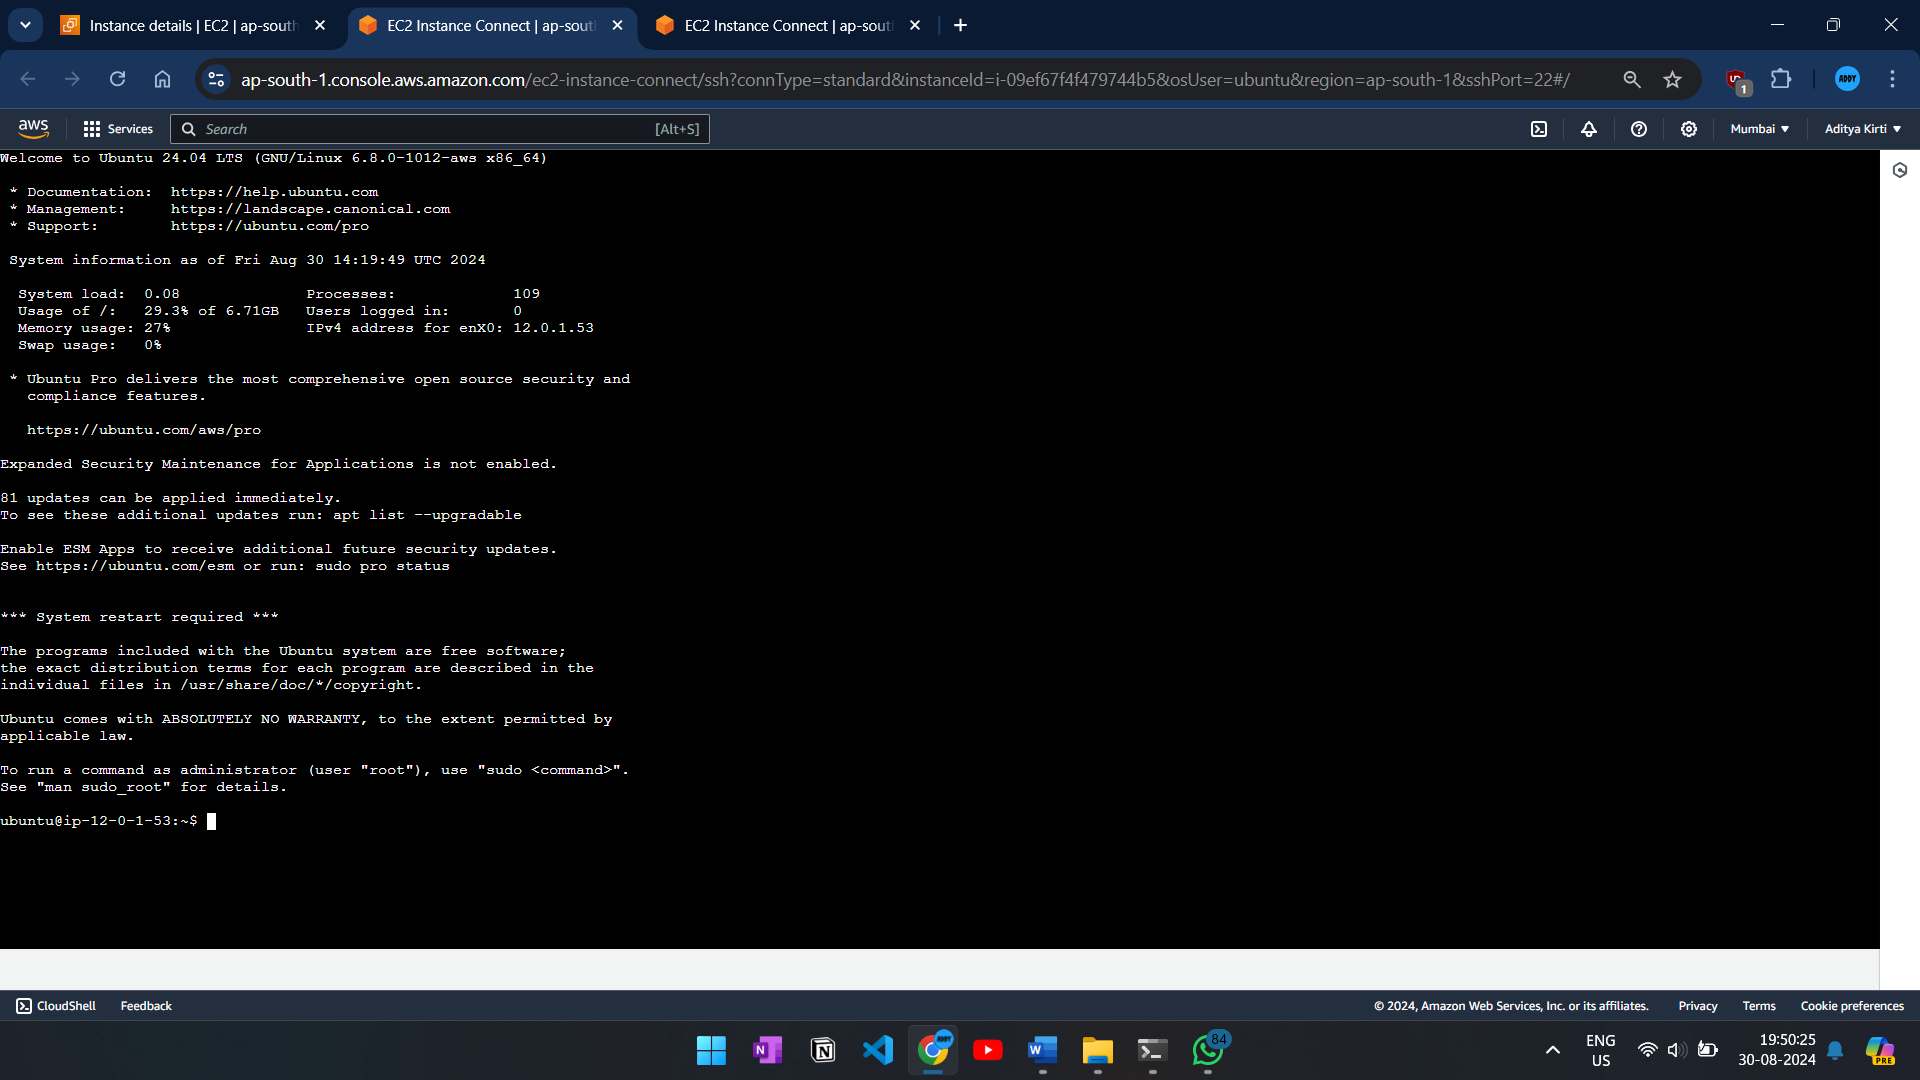 Instance details | EC2 | ap-south
EC2 Instance Connect | ap-sout
EC2 Instance Connect | ap-sout
ap-south-1.console.aws.amazon.com/ec2-instance-connect/ssh?connType=standard&instanceId=i-09ef67f4f479744b5&osUser=ubuntu&region=ap-south-1&sshPort=22#/
1
ADDY
aws
Services
Search
[Alt+S]
Mumbai
Aditya Kirti
Welcome to Ubuntu 24.04 LTS (GNU/Linux 6.8.0-1012-aws x86_64)
* Documentation:  https://help.ubuntu.com
* Management:     https://landscape.canonical.com
* Support:        https://ubuntu.com/pro
System information as of Fri Aug 30 14:19:49 UTC 2024
System load:  0.08              Processes:             109
Usage of /:   29.3% of 6.71GB   Users logged in:       0
Memory usage: 27%               IPv4 address for enX0: 12.0.1.53
Swap usage:   0%
* Ubuntu Pro delivers the most comprehensive open source security and
compliance features.
https://ubuntu.com/aws/pro
Expanded Security Maintenance for Applications is not enabled.
81 updates can be applied immediately.
To see these additional updates run: apt list --upgradable
Enable ESM Apps to receive additional future security updates.
See https://ubuntu.com/esm or run: sudo pro status
*** System restart required ***
The programs included with the Ubuntu system are free software;
the exact distribution terms for each program are described in the
individual files in /usr/share/doc/*/copyright.
Ubuntu comes with ABSOLUTELY NO WARRANTY, to the extent permitted by
applicable law.
To run a command as administrator (user "root"), use "sudo <command>".
See "man sudo_root" for details.
ubuntu@ip-12-0-1-53:~$
CloudShell
Feedback
© 2024, Amazon Web Services, Inc. or its affiliates.
Privacy
Terms
Cookie preferences
N
N
ADDY
W
84
ENG
US
19:50:25
30-08-2024
PRE